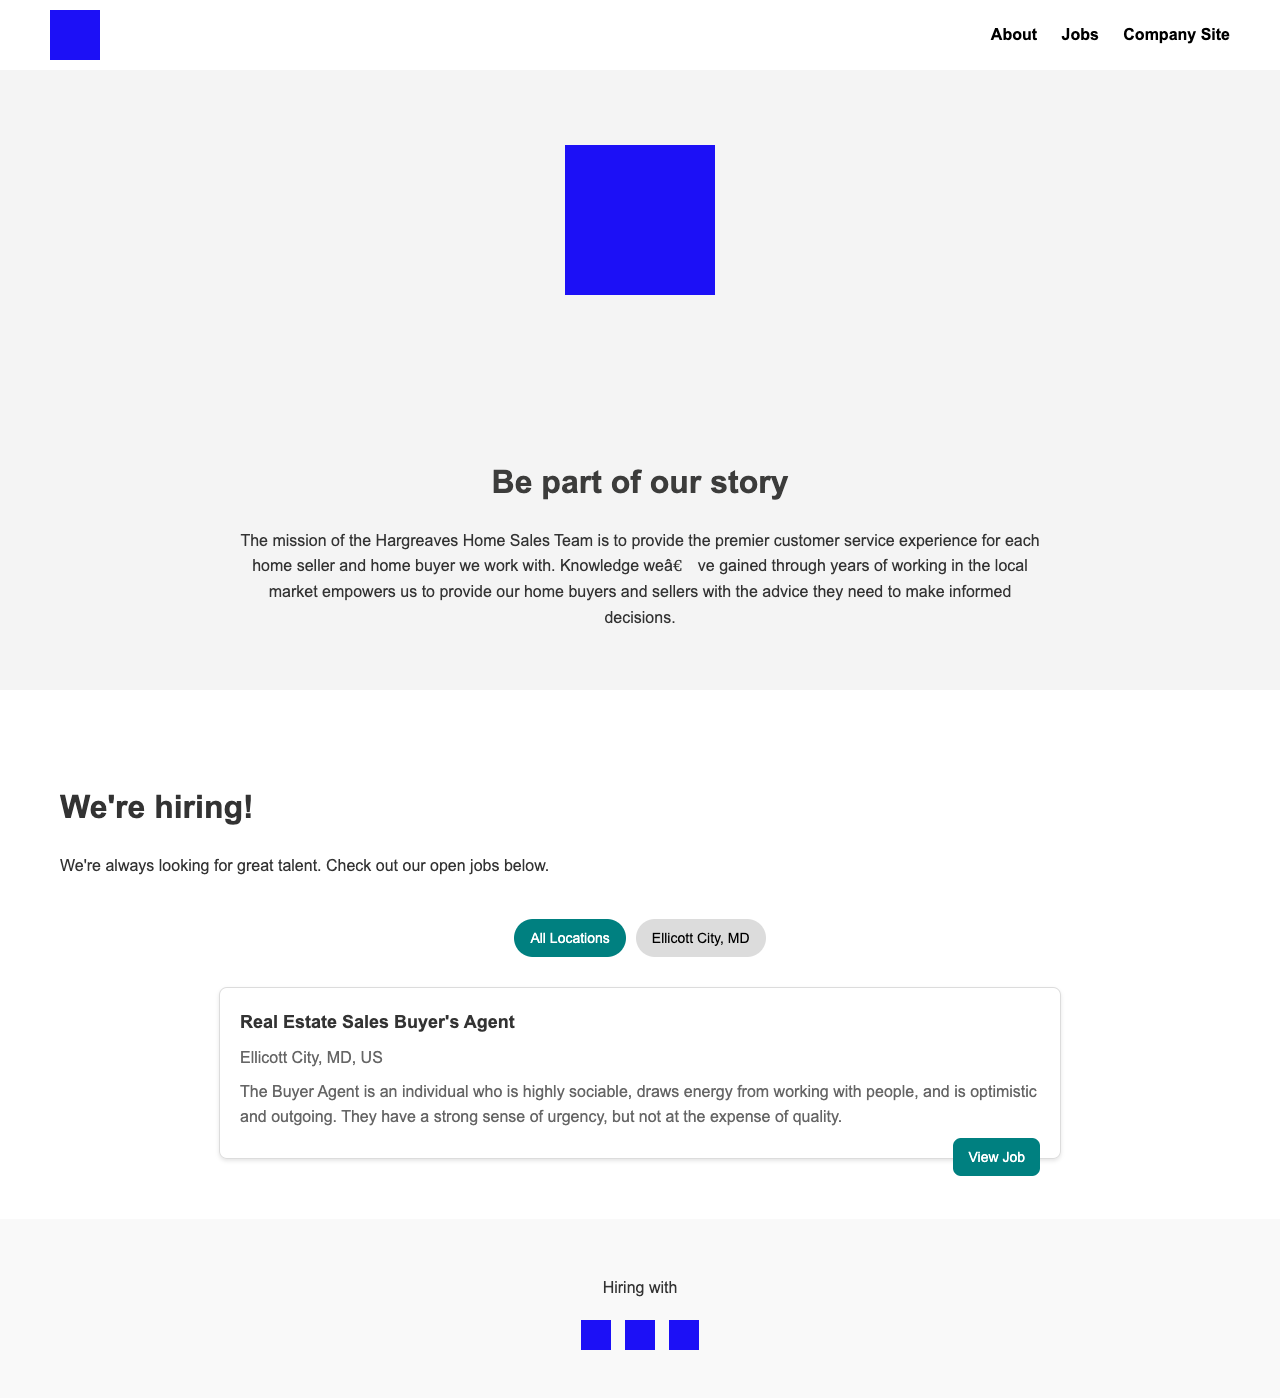 About Jobs Company Site
Be part of our story
The mission of the Hargreaves Home Sales Team is to provide the premier customer service experience for each
home seller and home buyer we work with. Knowledge weâ€ ve gained through years of working in the local
market empowers us to provide our home buyers and sellers with the advice they need to make informed
decisions.
We're hiring!
We're always looking for great talent. Check out our open jobs below.
All Locations Ellicott City, MD
Real Estate Sales Buyer's Agent
Ellicott City, MD, US
The Buyer Agent is an individual who is highly sociable, draws energy from working with people, and is optimistic
and outgoing. They have a strong sense of urgency, but not at the expense of quality.
View Job
Hiring with